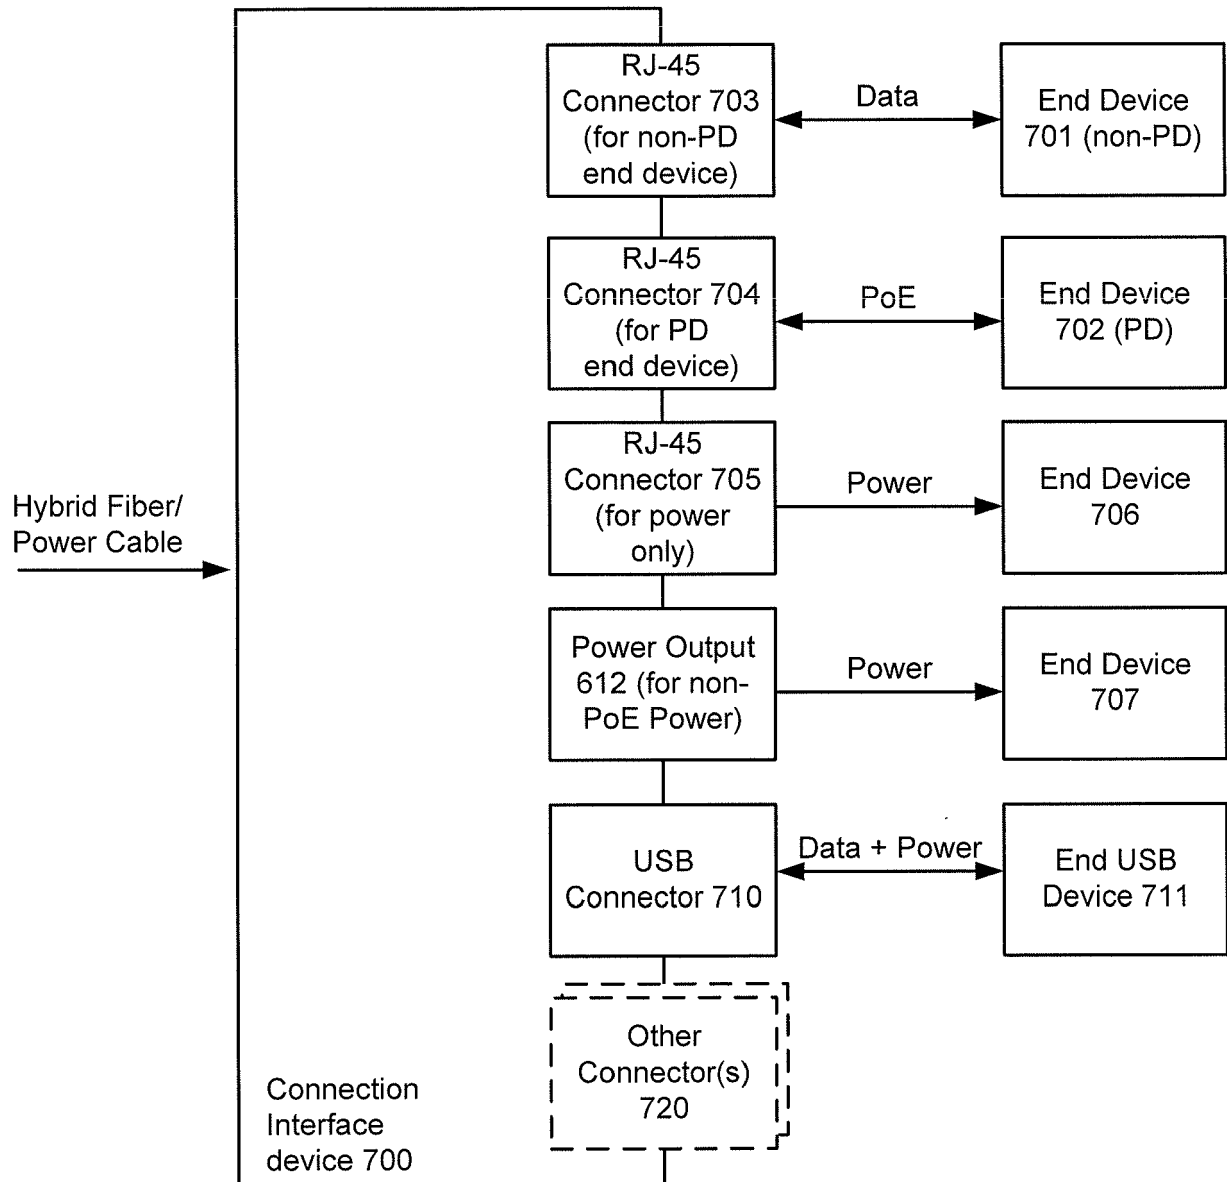 RJ-45
Connector 703
(for non-PD
end device)
Data
End Device
701 (non-PD)
RJ-45
Connector 704
(for PD
end device)
PoE
End Device
702 (PD)
RJ-45
Connector 705
(for power
only)
Power
End Device
706
Hybrid Fiber/
Power Cable
Power Output
612 (for non-
PoE Power)
Power
End Device
707
USB
Connector 710
Data + Power
End USB
Device 711
Other
Connector(s)
720
Connection
Interface
device 700